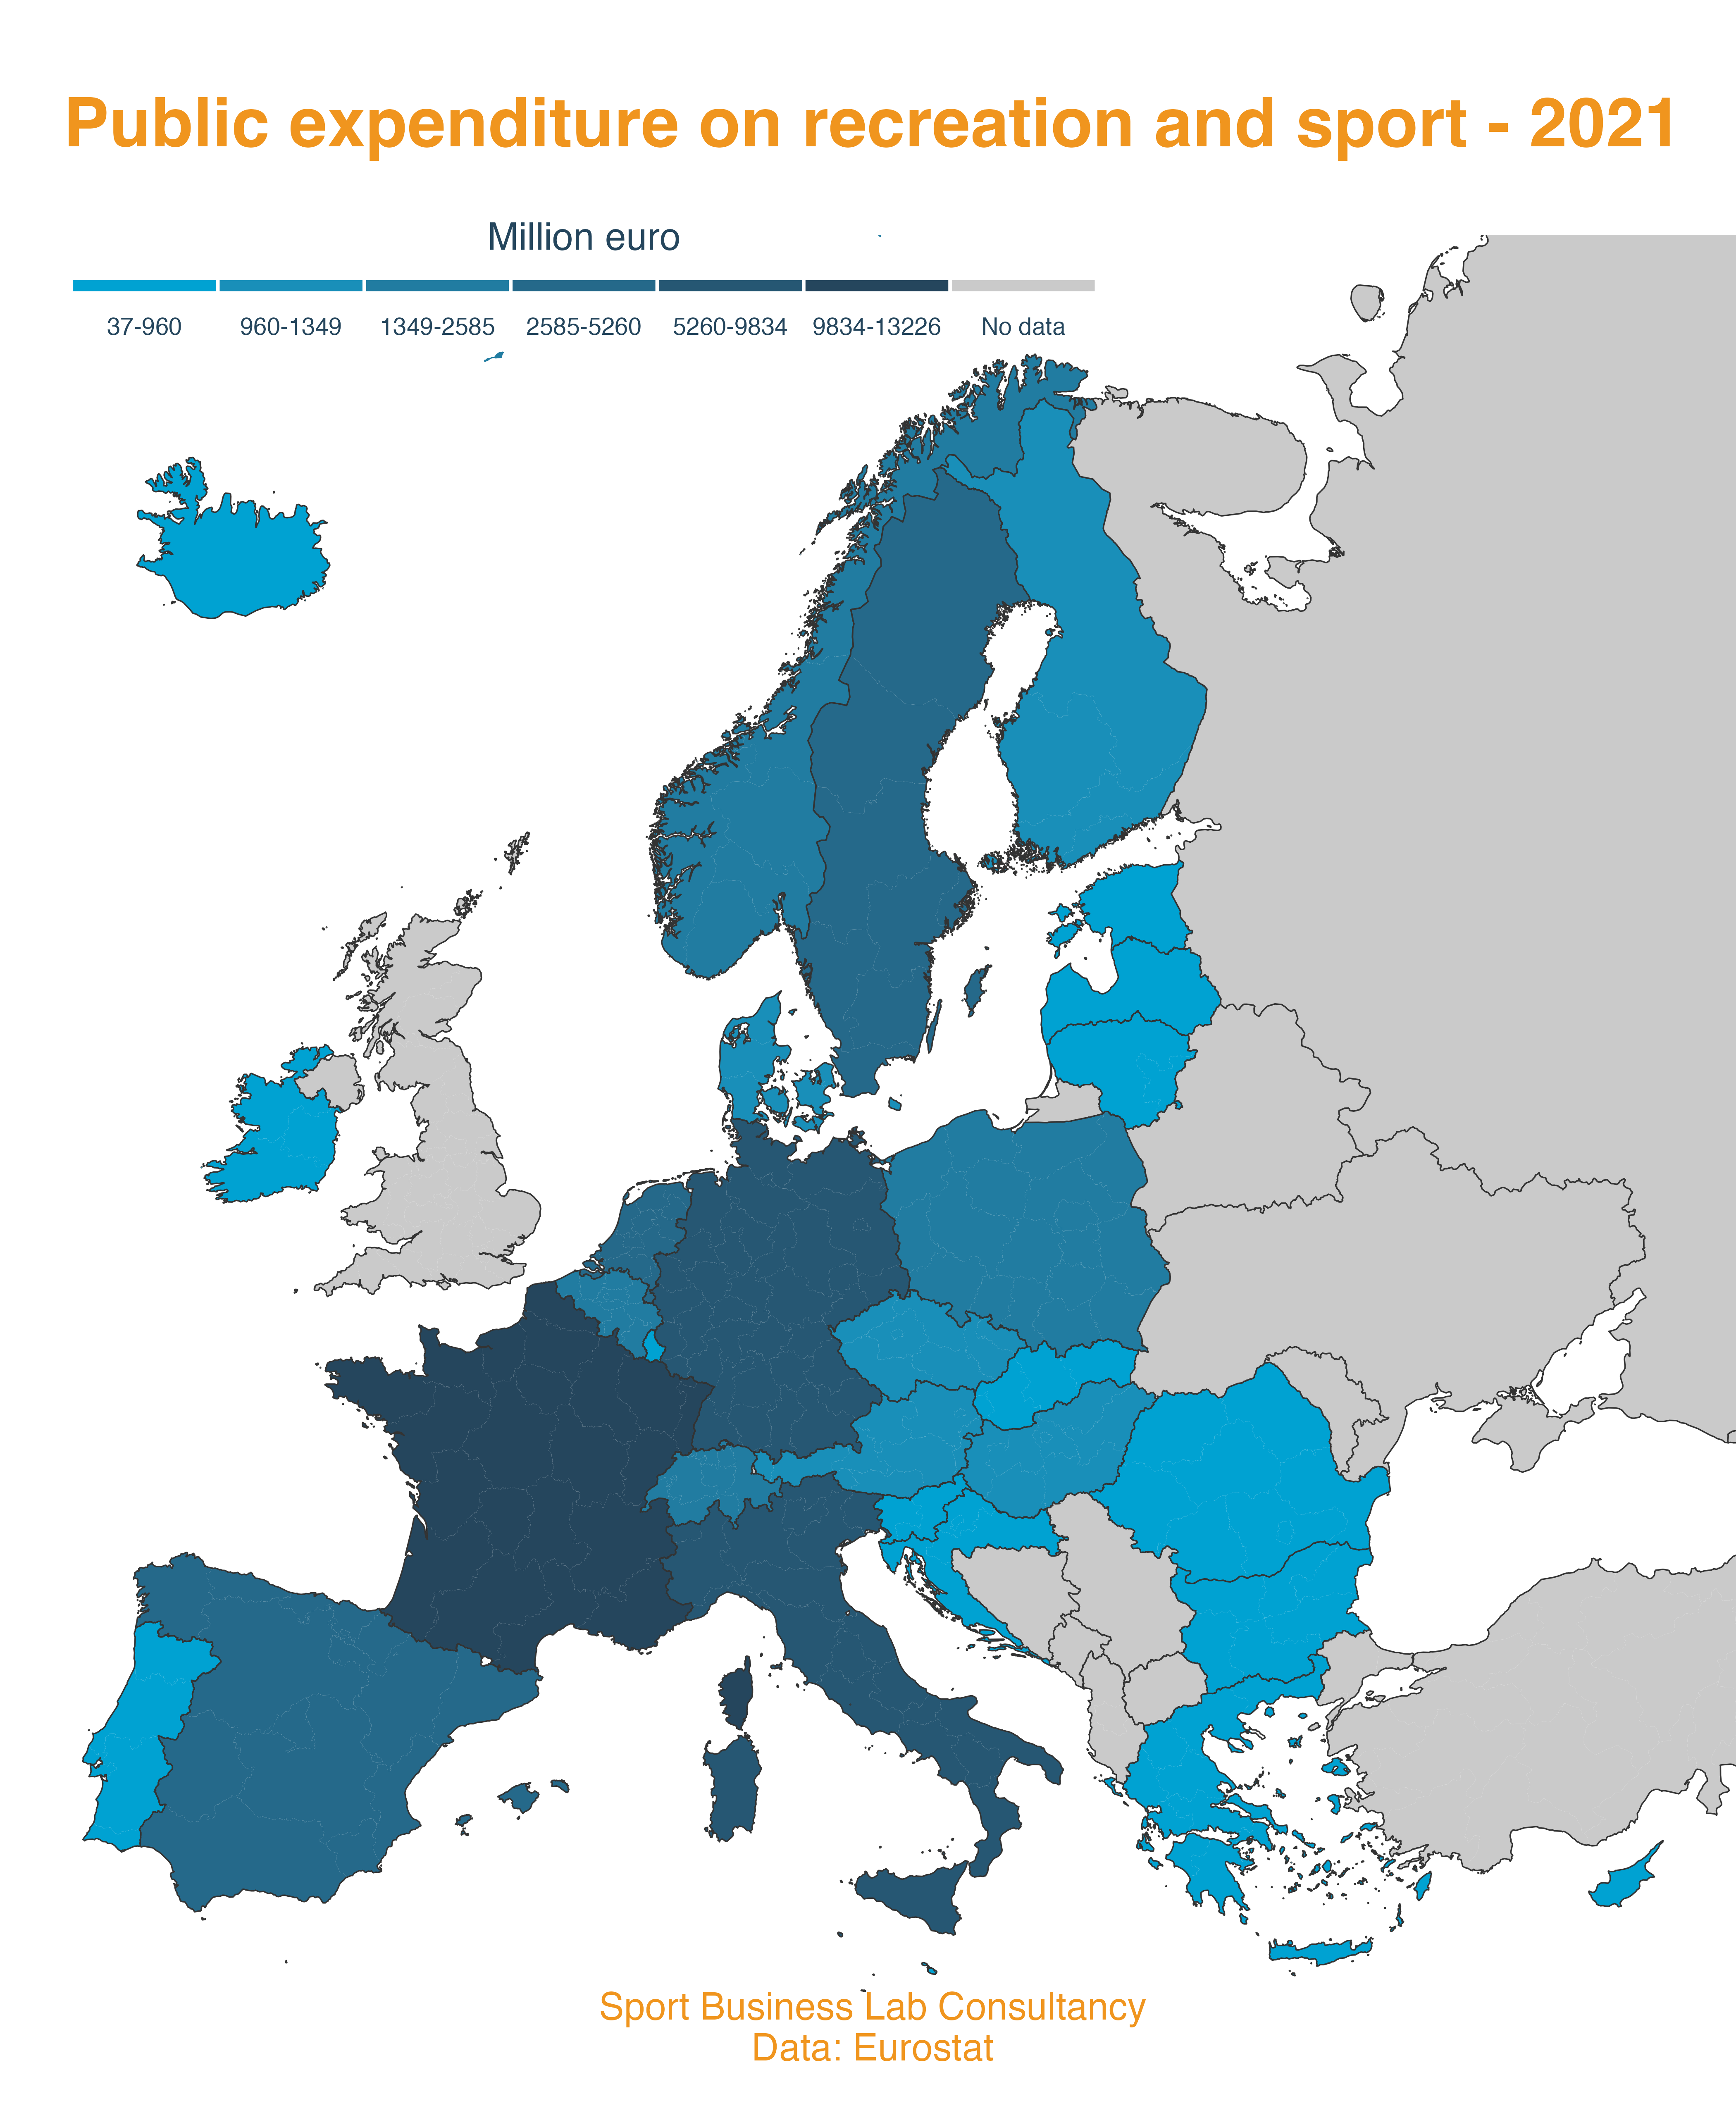 Public expenditure on recreation and sport - 2021
Million euro
37-960 960-1349 1349-2585 2585-5260 5260-9834 9834-13226 No data
Sport Business Lab Consultancy
Data: Eurostat